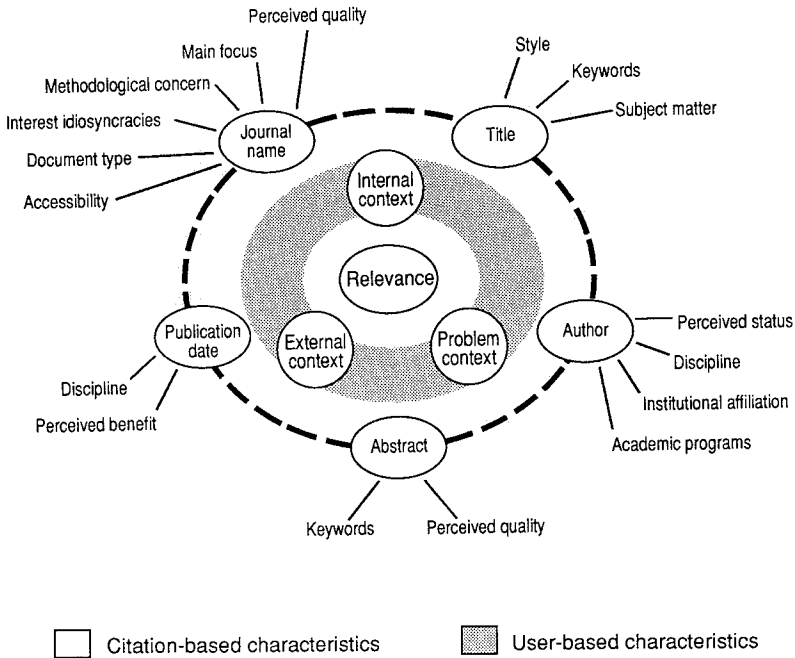 Perceived quality
Main focus
Methodological concern
Interest idiosyncracies
Document type
Accessibility
Journal
name
Style
Keywords
Subject matter
Title
Internal
context
Relevance
External
context
Problem
context
Publication
date
Discipline
Perceived benefit
Author
Perceived status
Discipline
Institutional affiliation
Academic programs
Abstract
Keywords
Perceived quality
Citation-based characteristics
User-based characteristics